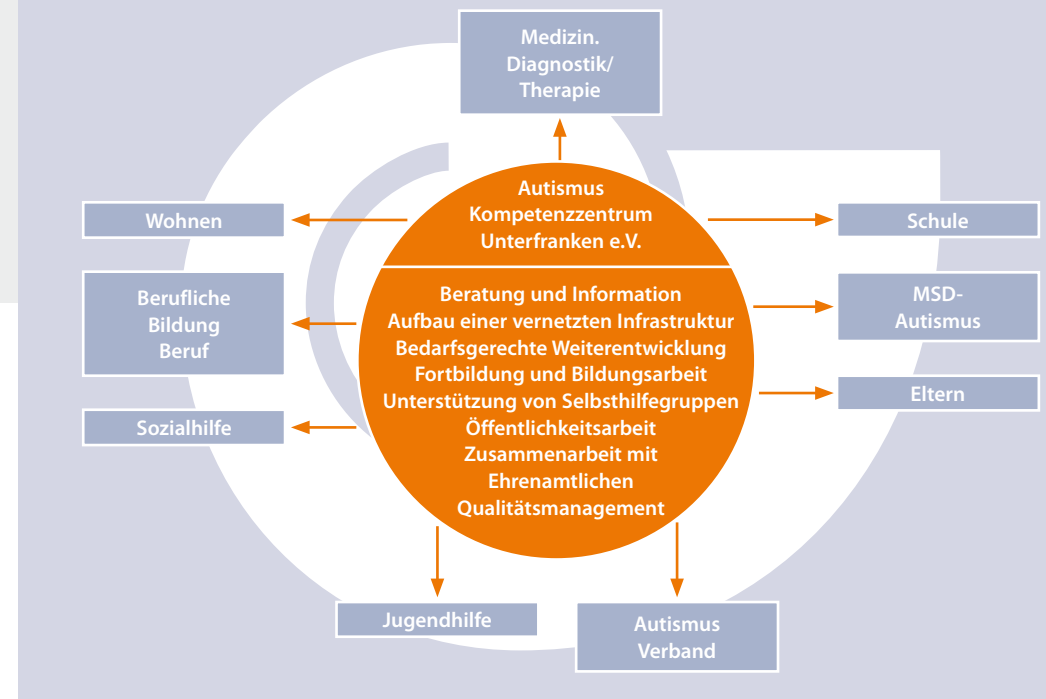 Medizin.
Diagnostik/
Therapie
Autismus
Kompetenzzentrum
Unterfranken e.V.
Wohnen
Schule
Berufliche
Bildung
Beruf
Beratung und Information
Aufbau einer vernetzten Infrastruktur
Bedarfsgerechte Weiterentwicklung
Fortbildung und Bildungsarbeit
Unterstützung von Selbsthilfegruppen
Öffentlichkeitsarbeit
Zusammenarbeit mit
Ehrenamtlichen
Qualitätsmanagement
MSD-
Autismus
Eltern
Sozialhilfe
Jugendhilfe
Autismus
Verband